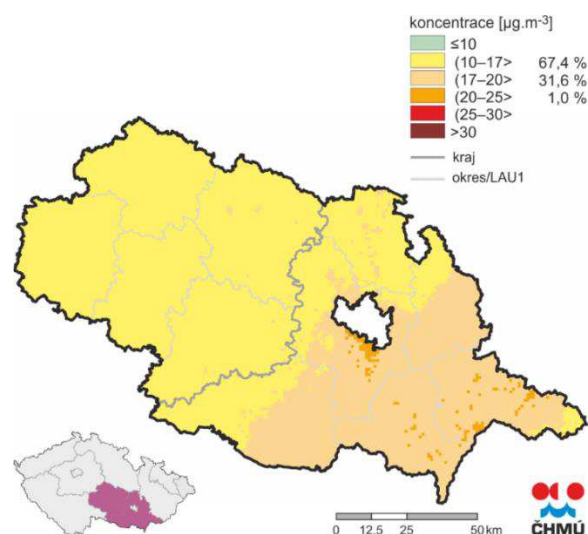 koncentrace [µg.m-³]
≤10
(10–17> 67,4 %
(17–20> 31,6 %
(20–25> 1,0 %
(25–30>
>30
kraj
okres/LAU1
0 12.5 25 50 km
ČHMÚ